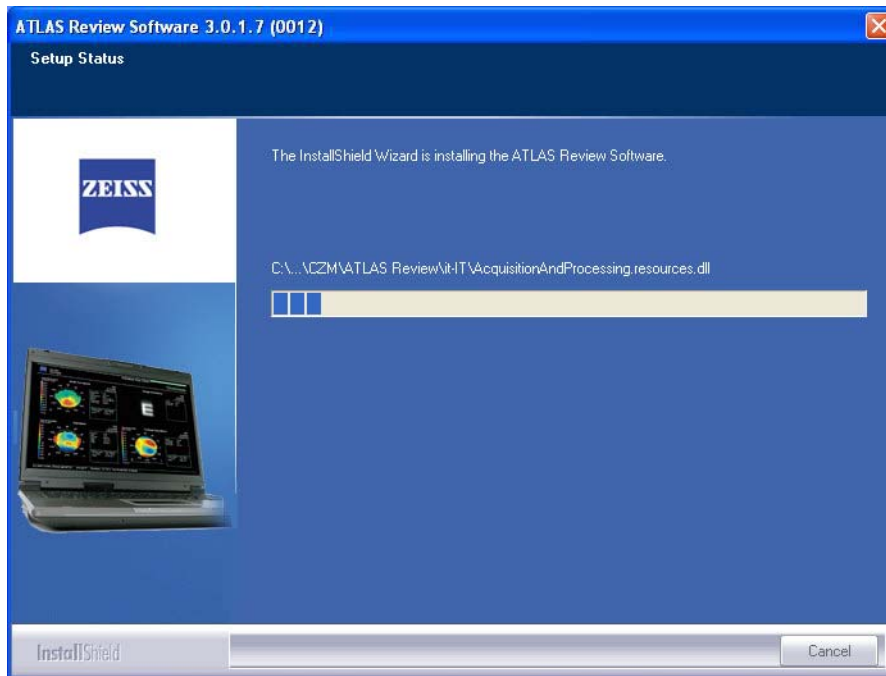 ATLAS Review Software 3.0.1.7 (0012)
Setup Status
ZEISS
The InstallShield Wizard is installing the ATLAS Review Software.
C:\...\CZM\ATLAS Review\it-IT\AcquisitionAndProcessing.resources.dll
E
InstallShield
Cancel